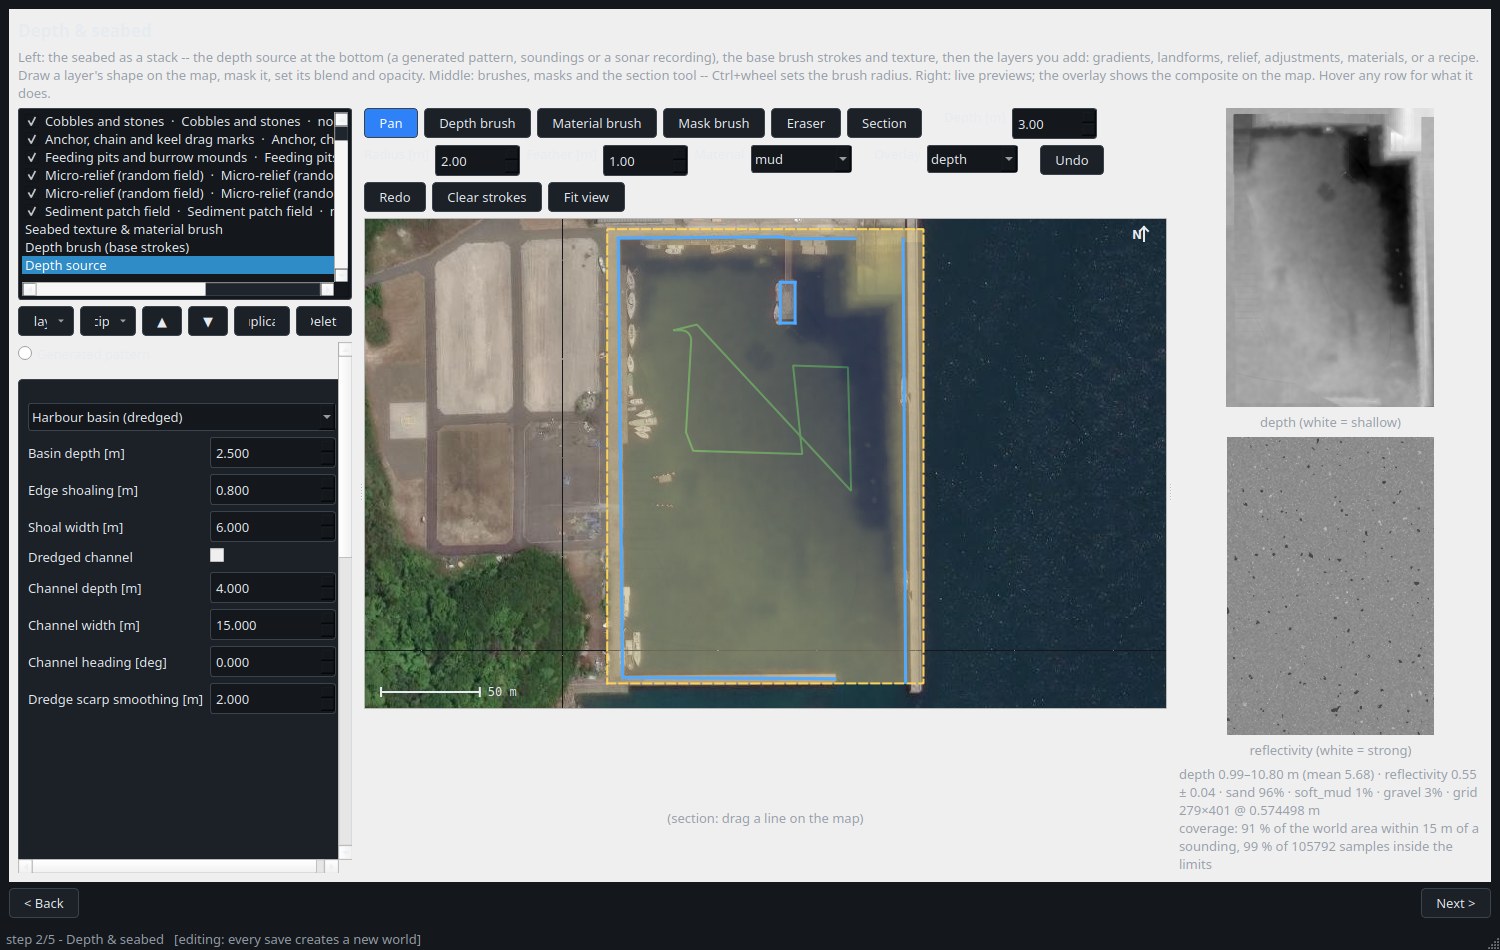 Depth & seabed
Left: the seabed as a stack -- the depth source at the bottom (a generated pattern, soundings or a sonar recording), the base brush strokes and texture, then the layers you add: gradients, landforms, relief, adjustments, materials, or a recipe.
Draw a layer's shape on the map, mask it, set its blend and opacity. Middle: brushes, masks and the section tool -- Ctrl+wheel sets the brush radius. Right: live previews; the overlay shows the composite on the map. Hover any row for what it
does.
✓ Cobbles and stones · Cobbles and stones · no
✓ Anchor, chain and keel drag marks · Anchor, ch
✓ Feeding pits and burrow mounds · Feeding pits
✓ Micro-relief (random field) · Micro-relief (rando
✓ Micro-relief (random field) · Micro-relief (rando
✓ Sediment patch field · Sediment patch field · r
Seabed texture & material brush
Depth brush (base strokes)
Depth source
lay cip ▲ ▼ uplica Delet
Generated pattern
Harbour basin (dredged)
Basin depth [m] 2.500
Edge shoaling [m] 0.800
Shoal width [m] 6.000
Dredged channel
Channel depth [m] 4.000
Channel width [m] 15.000
Channel heading [deg] 0.000
Dredge scarp smoothing [m] 2.000
Pan Depth brush Material brush Mask brush Eraser Section 3.00
2.00 1.00 mud depth Undo
Redo Clear strokes Fit view
N
50 m
(section: drag a line on the map)
depth (white = shallow)
reflectivity (white = strong)
depth 0.99–10.80 m (mean 5.68) · reflectivity 0.55
± 0.04 · sand 96% · soft_mud 1% · gravel 3% · grid
279×401 @ 0.574498 m
coverage: 91 % of the world area within 15 m of a
sounding, 99 % of 105792 samples inside the
limits
< Back Next >
step 2/5 - Depth & seabed [editing: every save creates a new world]